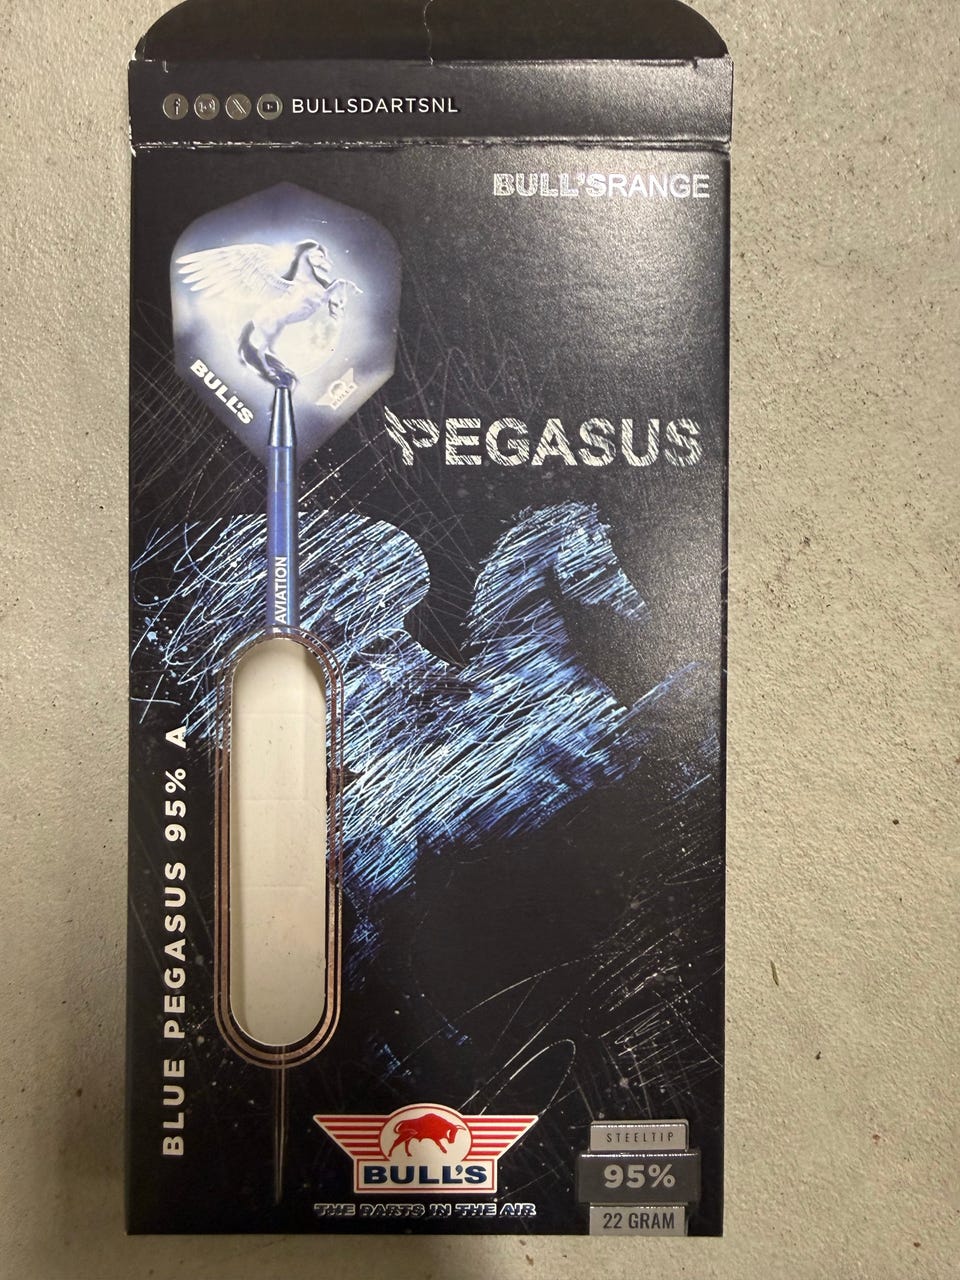 BULLSDARTSNL
BULL'SRANGE
BULL'S
BULL'S
PEGASUS
AVIATION
BLUE PEGASUS 95% A
BULL'S
THE DARTS IN THE AIR
STEELTIP
95%
22 GRAM